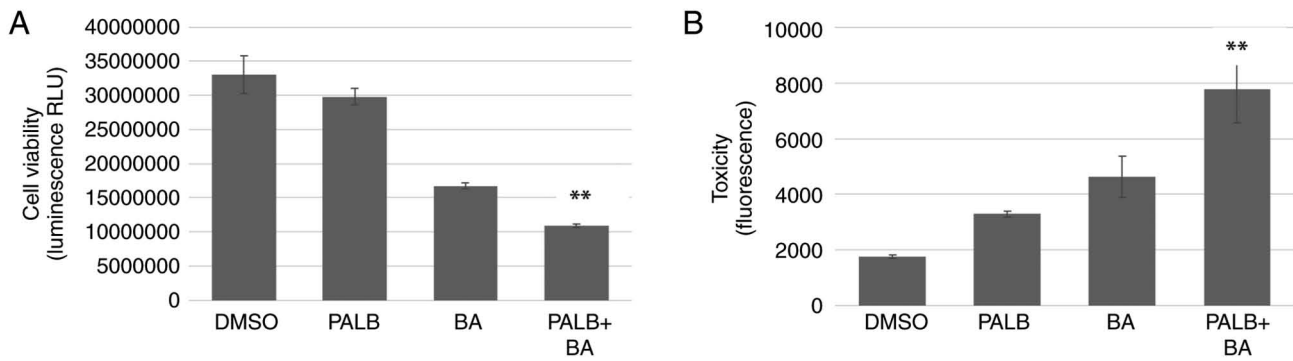 A
Cell viability
(luminescence RLU)
40000000
35000000
30000000
25000000
20000000
15000000
10000000
5000000
0
**
DMSO
PALB
BA
PALB+
BA
B
Toxicity
(fluorescence)
10000
8000
6000
4000
2000
0
**
DMSO
PALB
BA
PALB+
BA